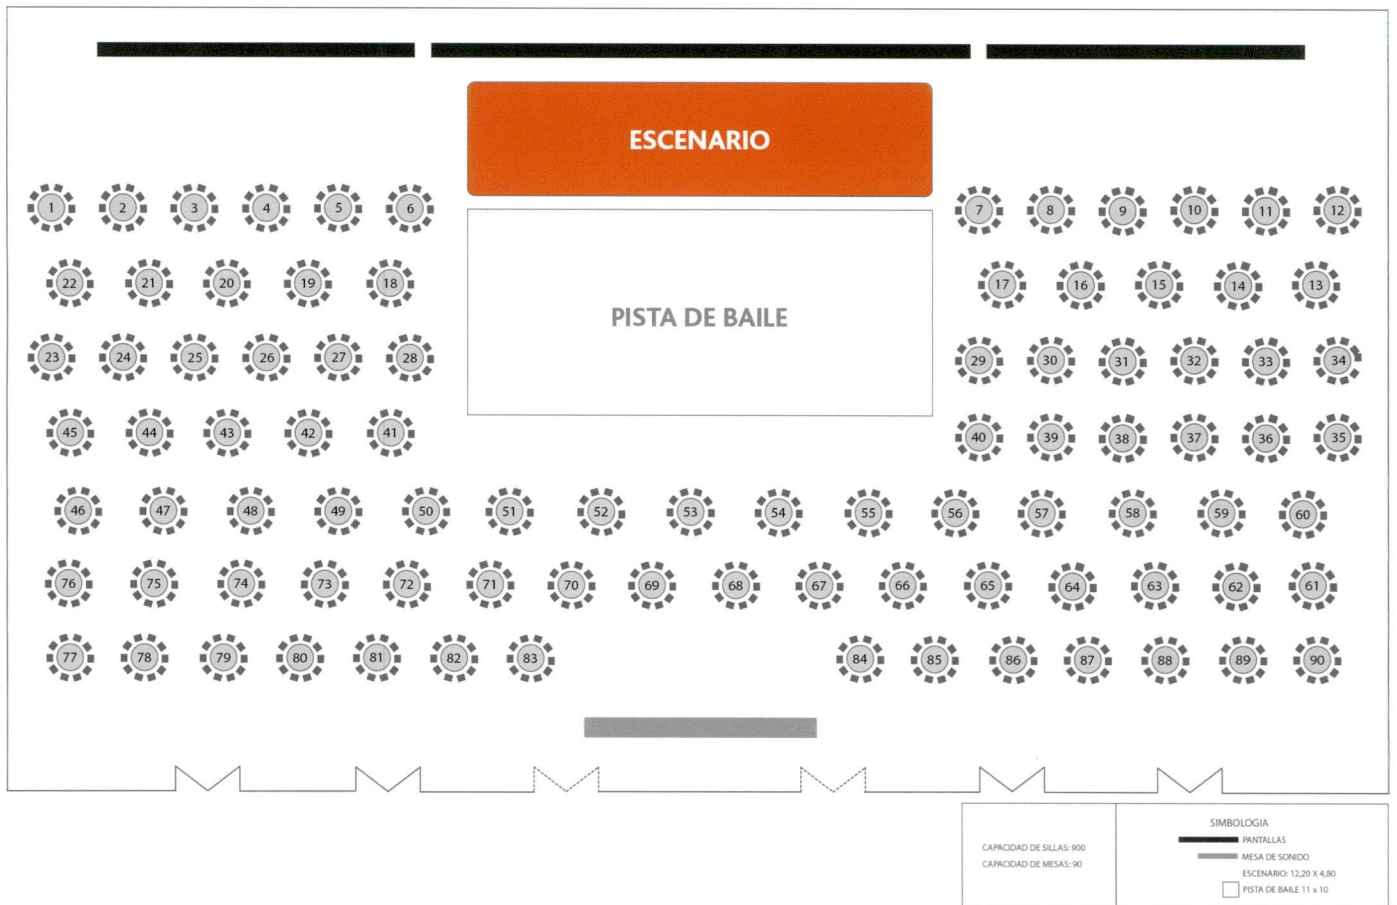 ESCENARIO
1 2 3 4 5 6 7 8 9 10 11 12
PISTA DE BAILE
22 21 20 19 18 17 16 15 14 13
23 24 25 26 27 28 29 30 31 32 33 34
45 44 43 42 41 40 39 38 37 36 35
46 47 48 49 50 51 52 53 54 55 56 57 58 59 60
76 75 74 73 72 71 70 69 68 67 66 65 64 63 62 61
77 78 79 80 81 82 83 84 85 86 87 88 89 90
CAPACIDAD DE SILLAS: 900
CAPACIDAD DE MESAS: 90
SIMBOLOGIA
PANTALLAS
MESA DE SONIDO
ESCENARIO: 12,20 X 4,80
PISTA DE BAILE 11 x 10